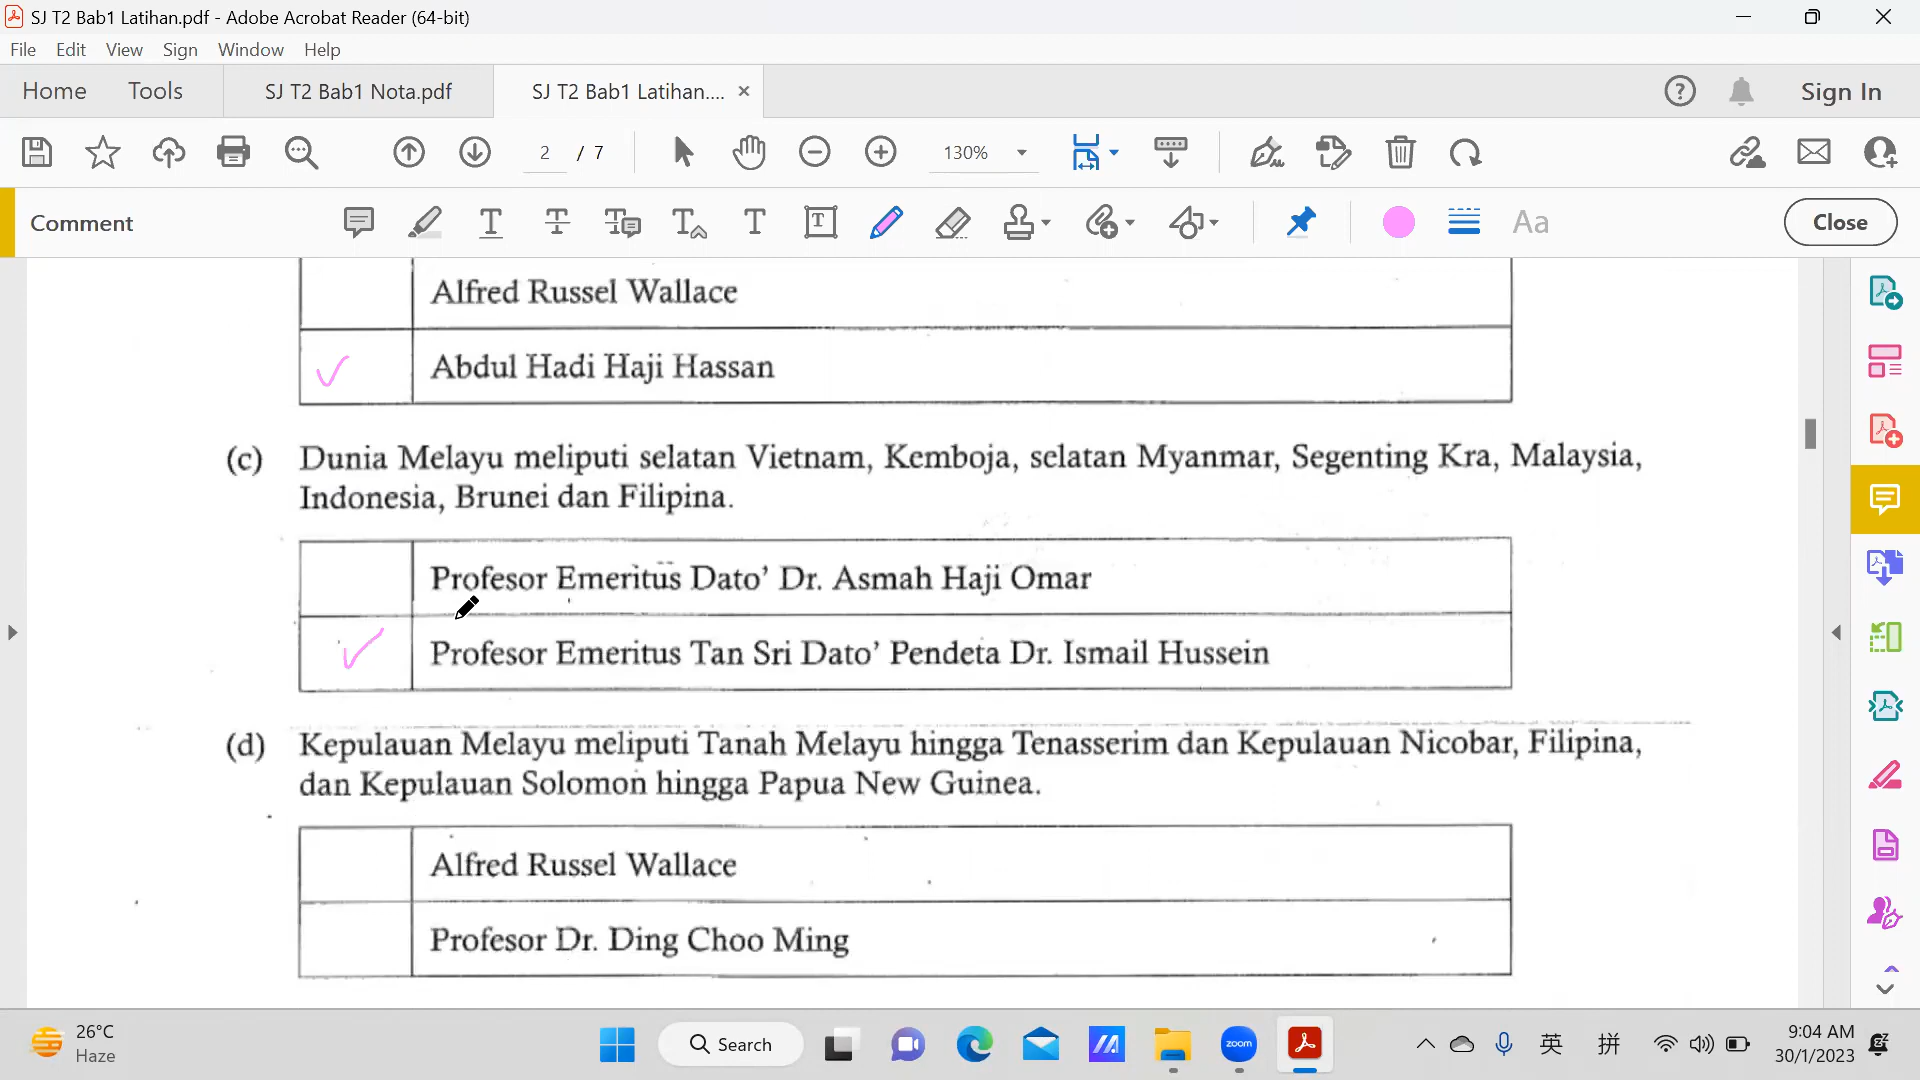 SJ T2 Bab1 Latihan.pdf - Adobe Acrobat Reader (64-bit)
File Edit View Sign Window Help
Home Tools SJ T2 Bab1 Nota.pdf SJ T2 Bab1 Latihan.... × Sign In
2 / 7 130%
Comment Aa Close
Alfred Russel Wallace
Abdul Hadi Haji Hassan
(c) Dunia Melayu meliputi selatan Vietnam, Kemboja, selatan Myanmar, Segenting Kra, Malaysia,
Indonesia, Brunei dan Filipina.
Profesor Emeritus Dato' Dr. Asmah Haji Omar
Profesor Emeritus Tan Sri Dato' Pendeta Dr. Ismail Hussein
(d) Kepulauan Melayu meliputi Tanah Melayu hingga Tenasserim dan Kepulauan Nicobar, Filipina,
dan Kepulauan Solomon hingga Papua New Guinea.
Alfred Russel Wallace
Profesor Dr. Ding Choo Ming
26°C
Haze
Search
zoom
英 拼
9:04 AM
30/1/2023